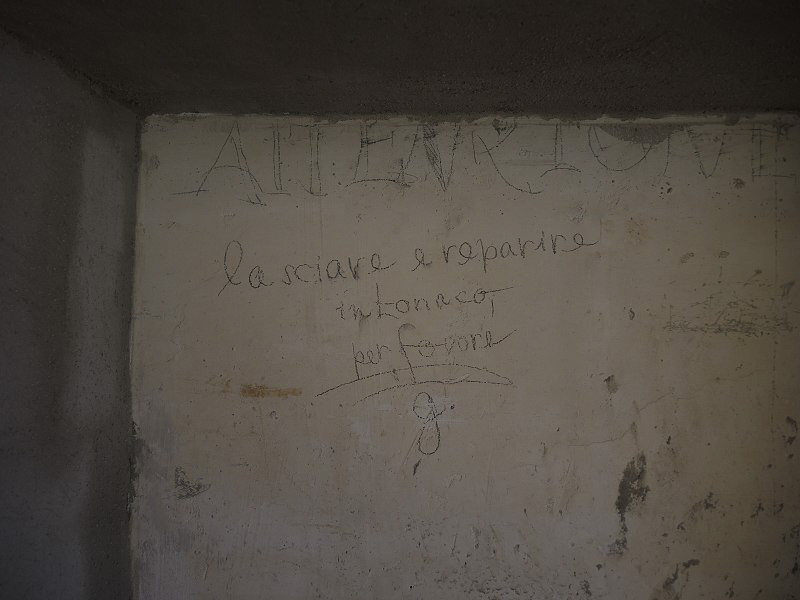 ATTENZIONE
lasciare e reparire
intonaco,
per favore
g.